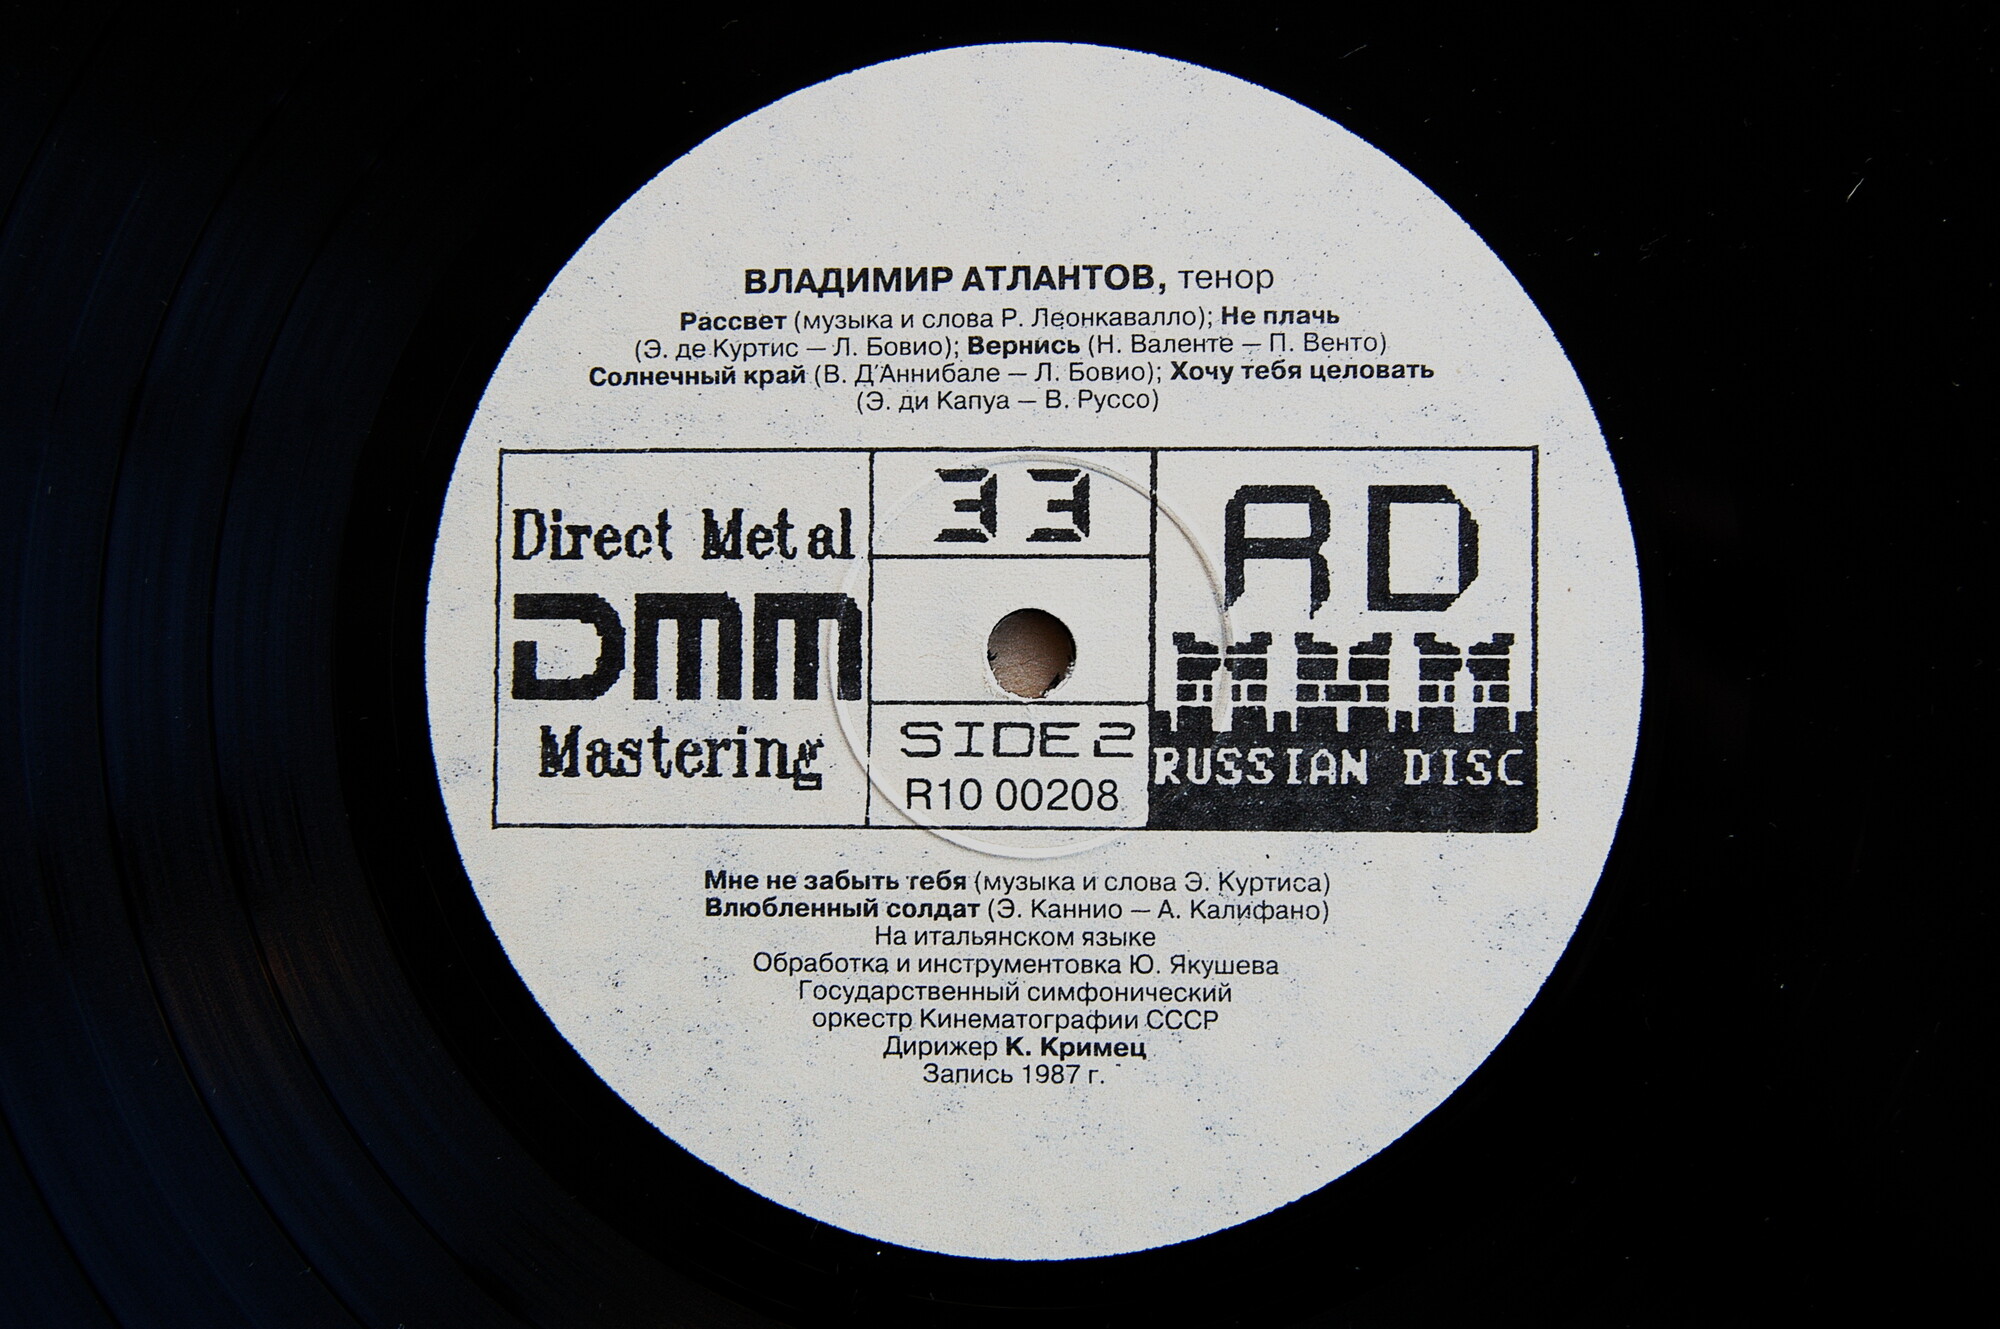 ВЛАДИМИР АТЛАНТОВ, тенор
Рассвет (музыка и слова Р. Леонкавалло); Не плачь
(Э. де Куртис — Л. Бовио); Вернись (Н. Валенте — П. Венто)
Солнечный край (В. Д'Аннибале — Л. Бовио); Хочу тебя целовать
(Э. ди Капуа — В. Руссо)
Direct Metal
DMM
Mastering
33
SIDE 2
R10 00208
RD
RUSSIAN DISC
Мне не забыть тебя (музыка и слова Э. Куртиса)
Влюбленный солдат (Э. Каннио — А. Калифано)
На итальянском языке
Обработка и инструментовка Ю. Якушева
Государственный симфонический
оркестр Кинематографии СССР
Дирижер К. Кримец
Запись 1987 г.